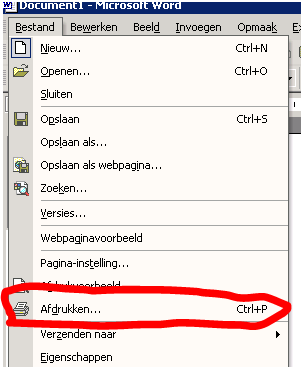 Document1 - Microsoft Word
Bestand Bewerken Beeld Invoegen Opmaak
Nieuw... Ctrl+N
Openen... Ctrl+O
Sluiten
Opslaan Ctrl+S
Opslaan als...
Opslaan als webpagina...
Zoeken...
Versies...
Webpaginavoorbeeld
Pagina-instelling...
Afdrukvoorbeeld
Afdrukken... Ctrl+P
Verzenden naar
Eigenschappen